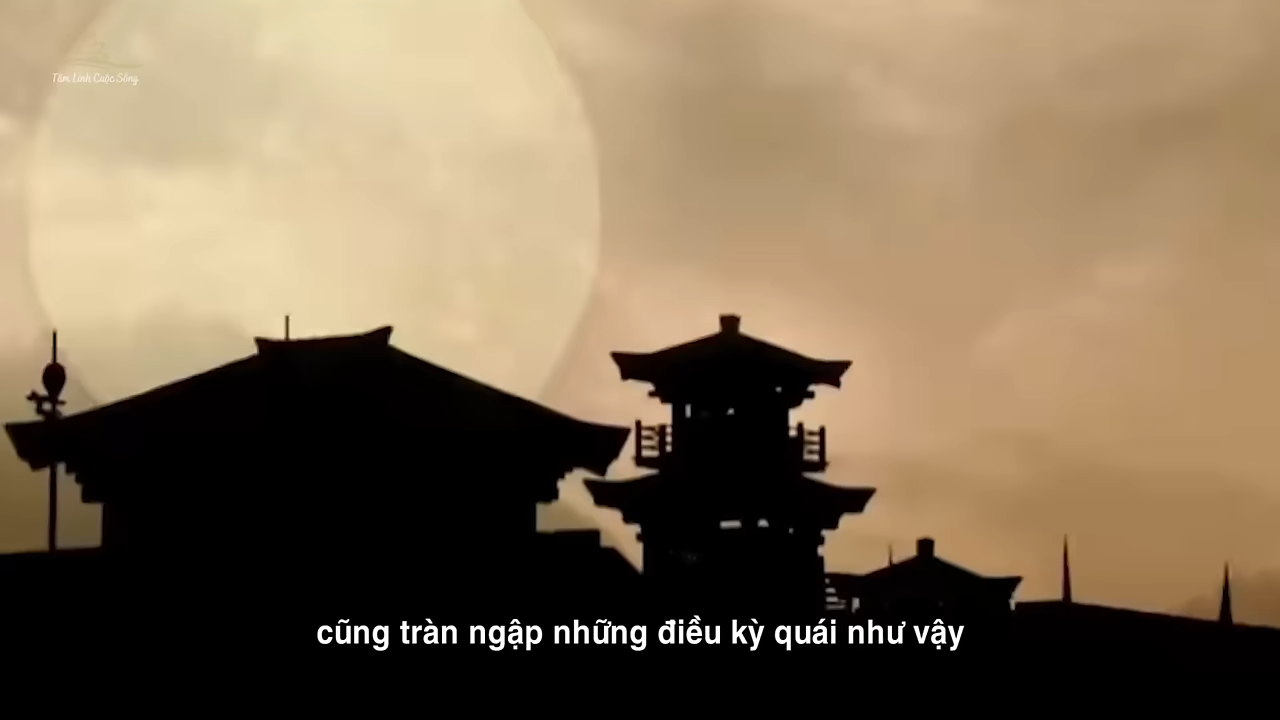 Tâm Linh Cuộc Sống
cũng tràn ngập những điều kỳ quái như vậy